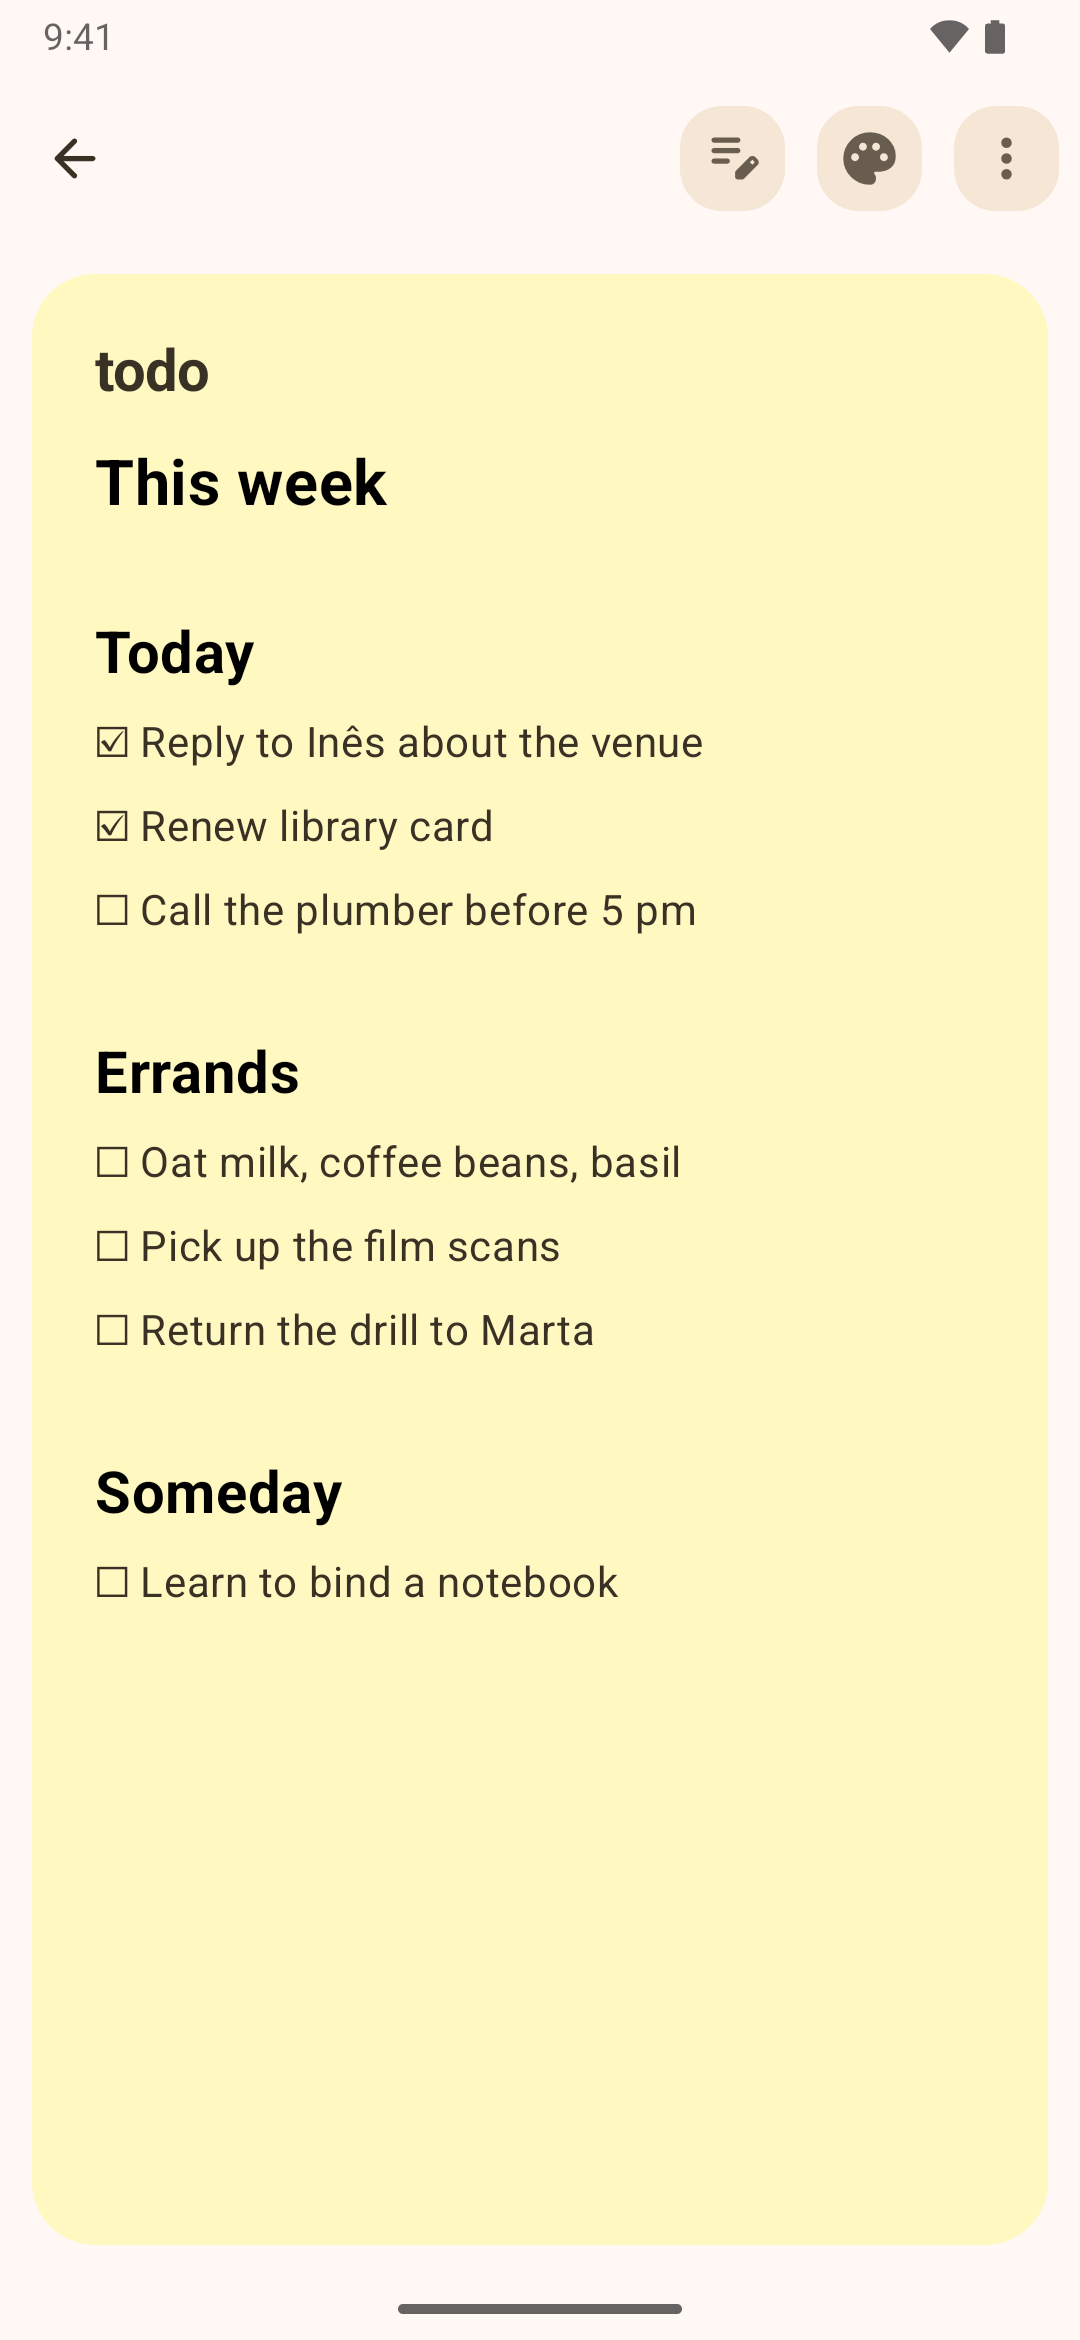 9:41
todo
This week
Today
☑ Reply to Inês about the venue
☑ Renew library card
☐ Call the plumber before 5 pm
Errands
☐ Oat milk, coffee beans, basil
☐ Pick up the film scans
☐ Return the drill to Marta
Someday
☐ Learn to bind a notebook